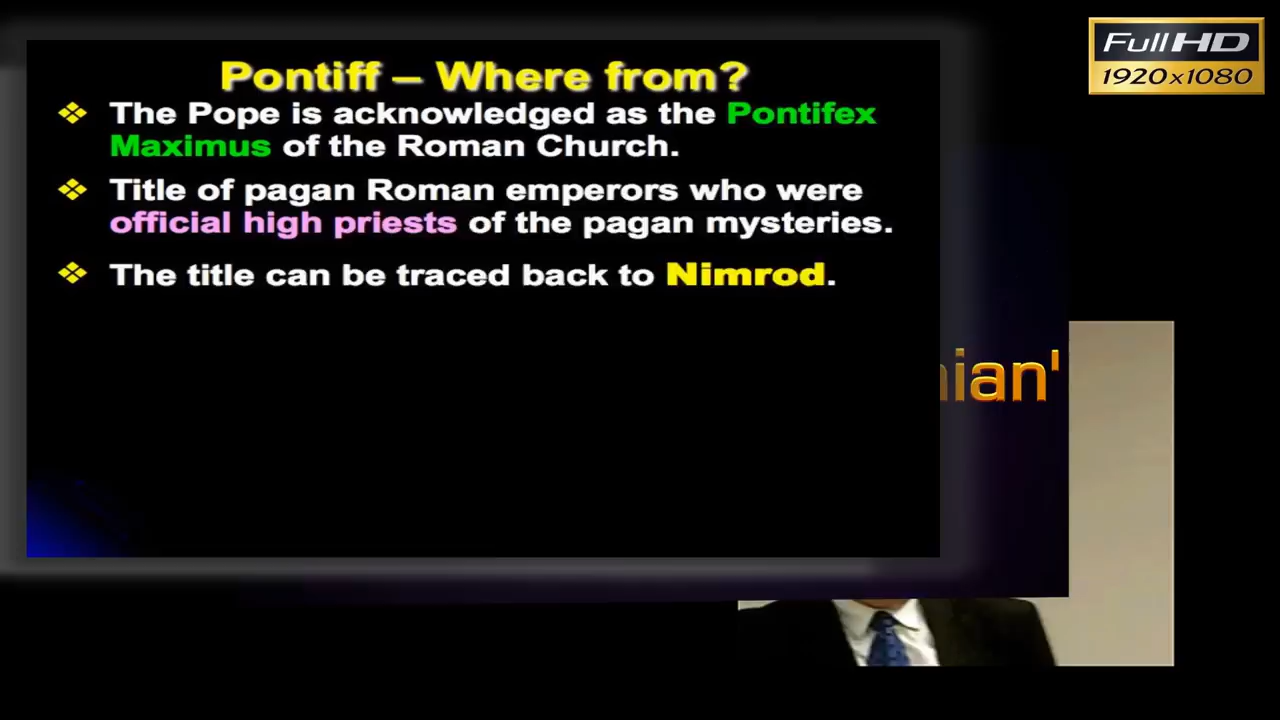 Full HD
1920x1080
Pontiff – Where from?
❖ The Pope is acknowledged as the Pontifex
Maximus of the Roman Church.
❖ Title of pagan Roman emperors who were
official high priests of the pagan mysteries.
❖ The title can be traced back to Nimrod.
ian'